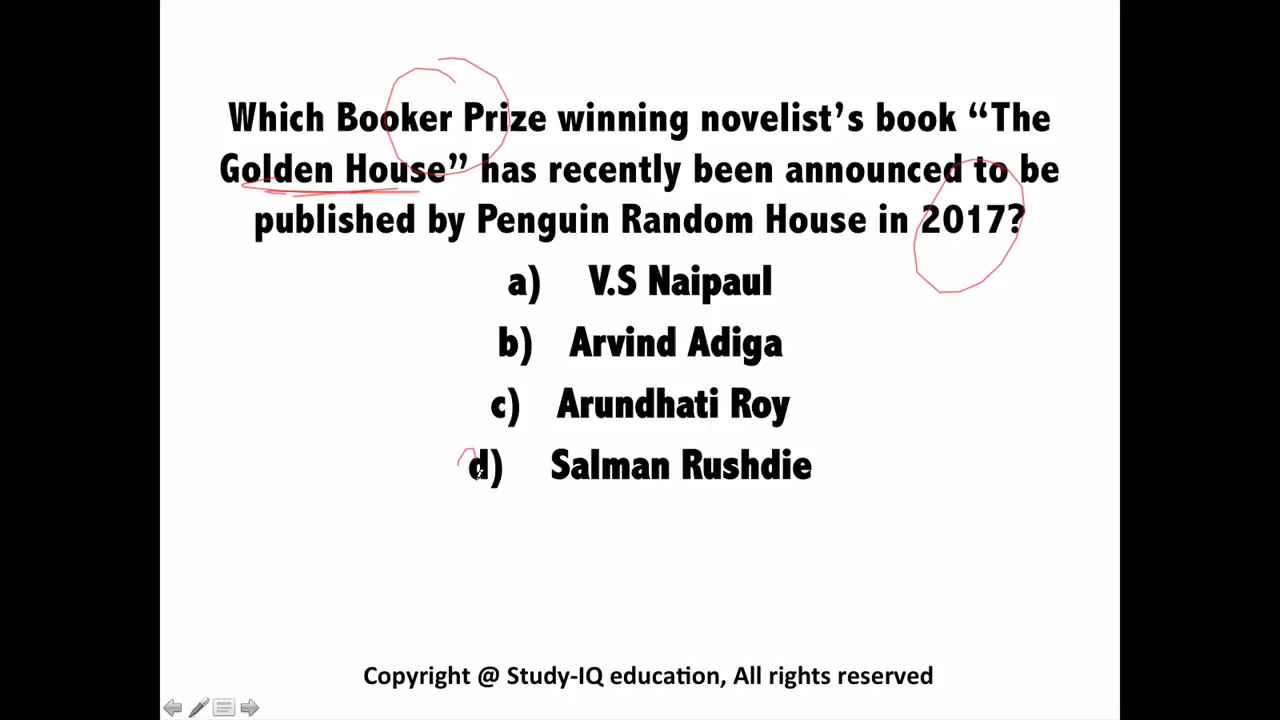 Which Booker Prize winning novelist’s book “The
Golden House” has recently been announced to be
published by Penguin Random House in 2017?
a) V.S Naipaul
b) Arvind Adiga
c) Arundhati Roy
d) Salman Rushdie
Copyright @ Study-IQ education, All rights reserved